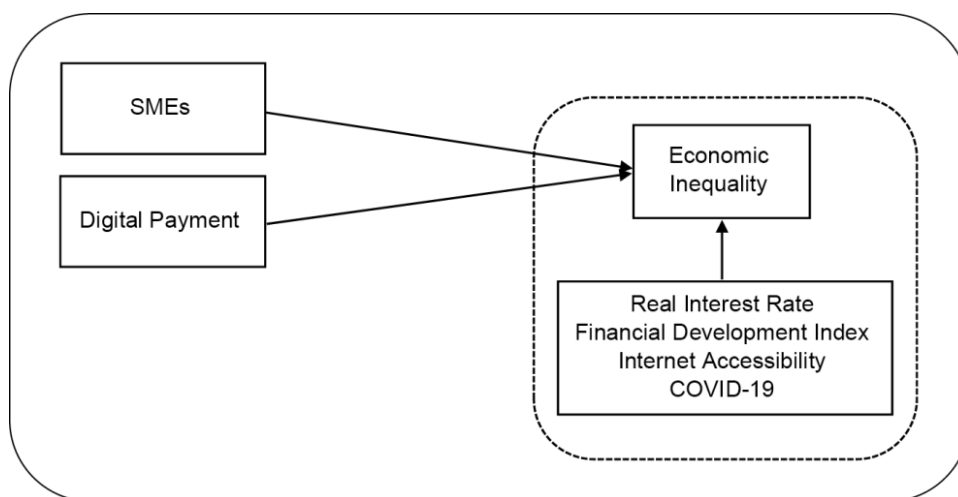 SMEs
Digital Payment
Economic
Inequality
Real Interest Rate
Financial Development Index
Internet Accessibility
COVID-19